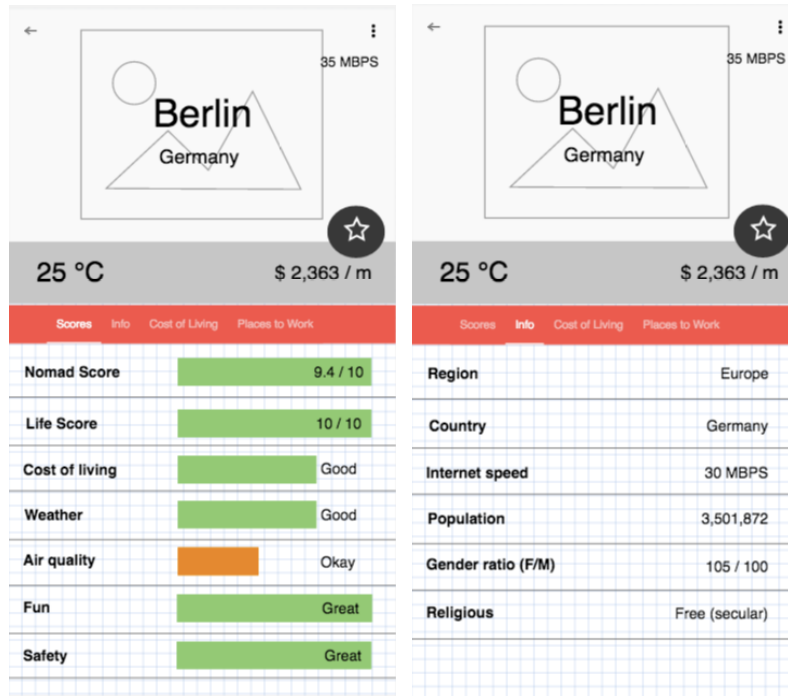 35 MBPS
Berlin
Germany
25 °C
$ 2,363 / m
Scores Info Cost of Living Places to Work
Nomad Score 9.4 / 10
Life Score 10 / 10
Cost of living Good
Weather Good
Air quality Okay
Fun Great
Safety Great
35 MBPS
Berlin
Germany
25 °C
$ 2,363 / m
Scores Info Cost of Living Places to Work
Region Europe
Country Germany
Internet speed 30 MBPS
Population 3,501,872
Gender ratio (F/M) 105 / 100
Religious Free (secular)